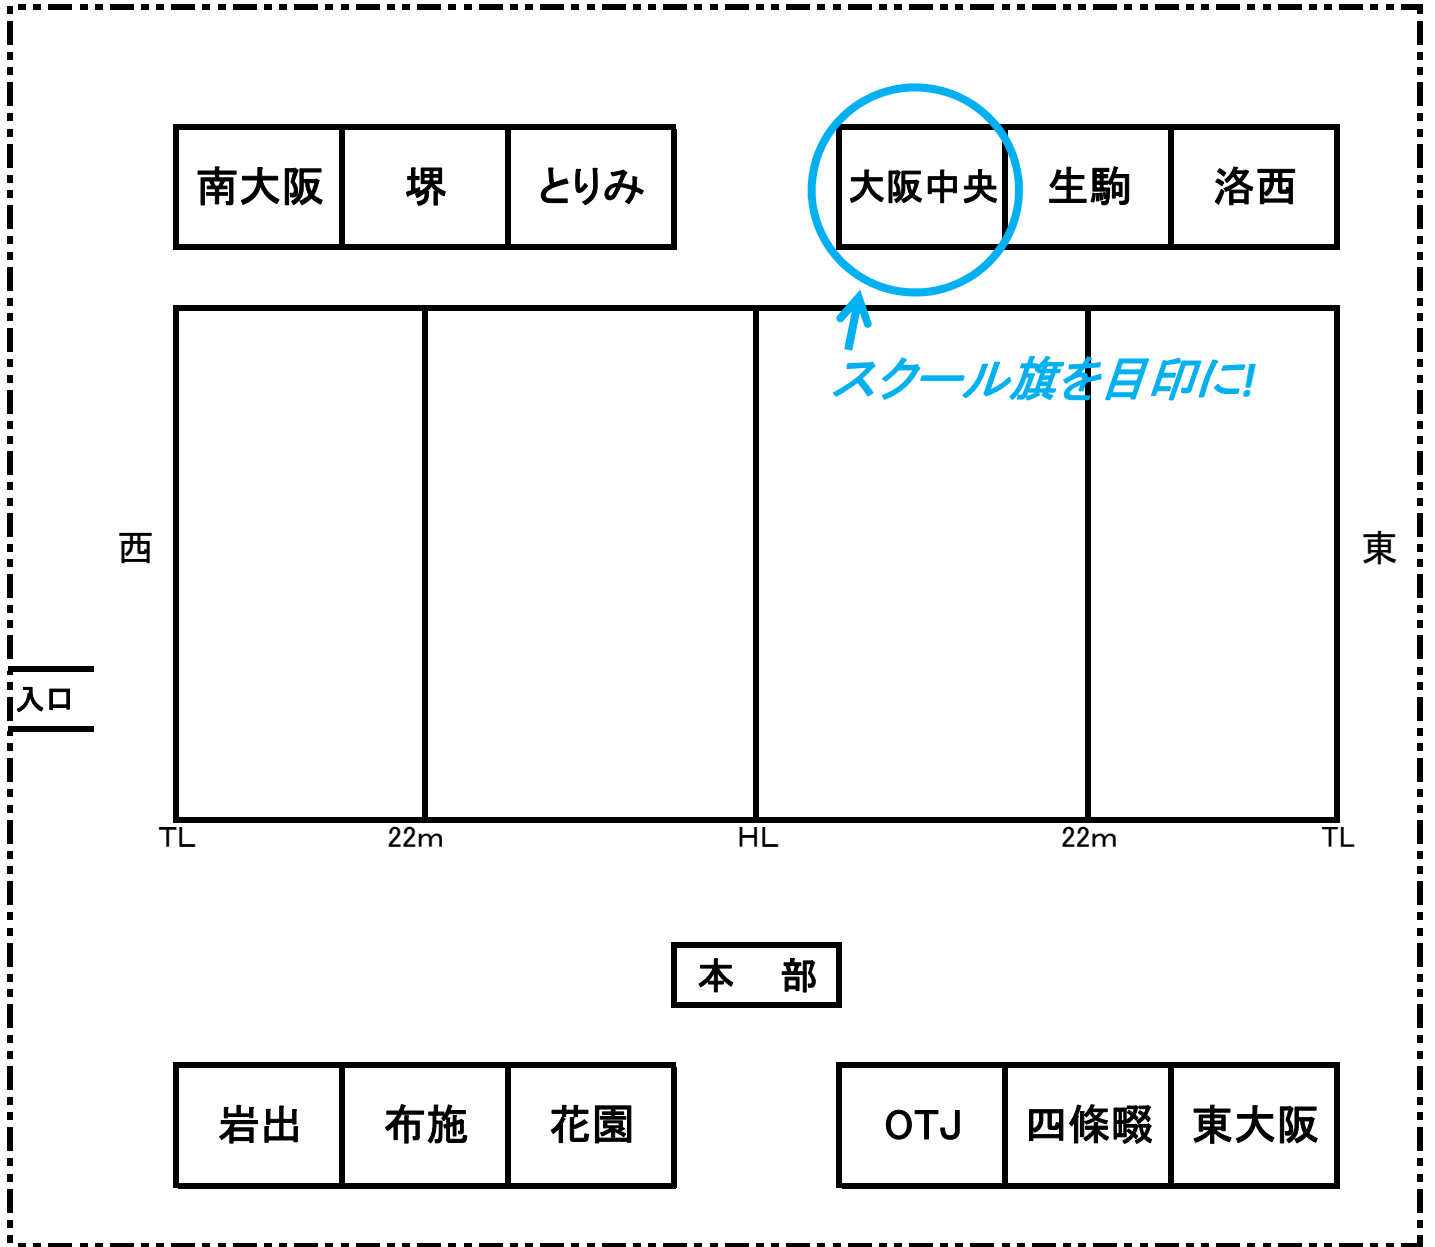 南大阪 堺 とりみ 大阪中央 生駒 洛西
スクール旗を目印に!
西 東
入口
TL 22m HL 22m TL
本　部
岩出 布施 花園 OTJ 四條畷 東大阪